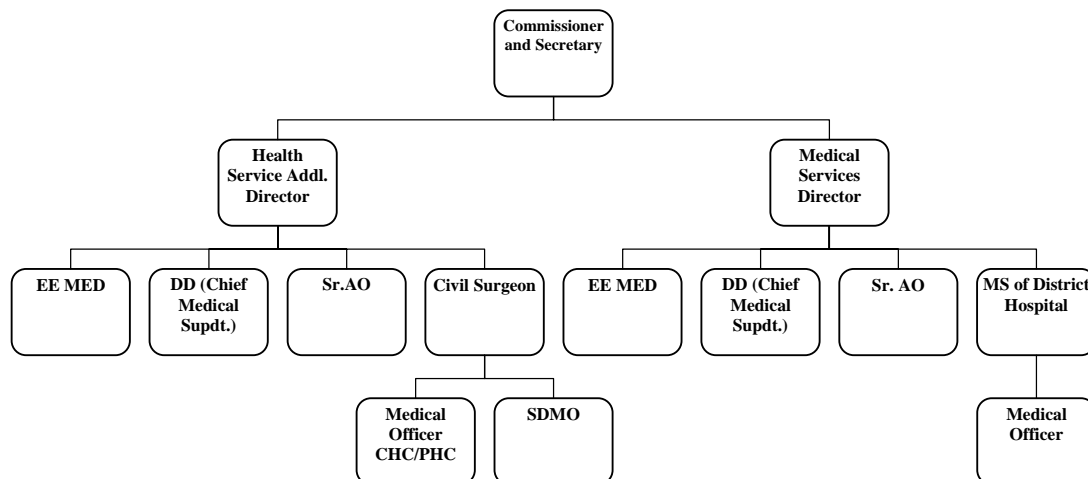 Commissioner
and Secretary
Health
Service Addl.
Director
Medical
Services
Director
EE MED
DD (Chief
Medical
Supdt.)
Sr.AO
Civil Surgeon
EE MED
DD (Chief
Medical
Supdt.)
Sr. AO
MS of District
Hospital
Medical
Officer
CHC/PHC
SDMO
Medical
Officer